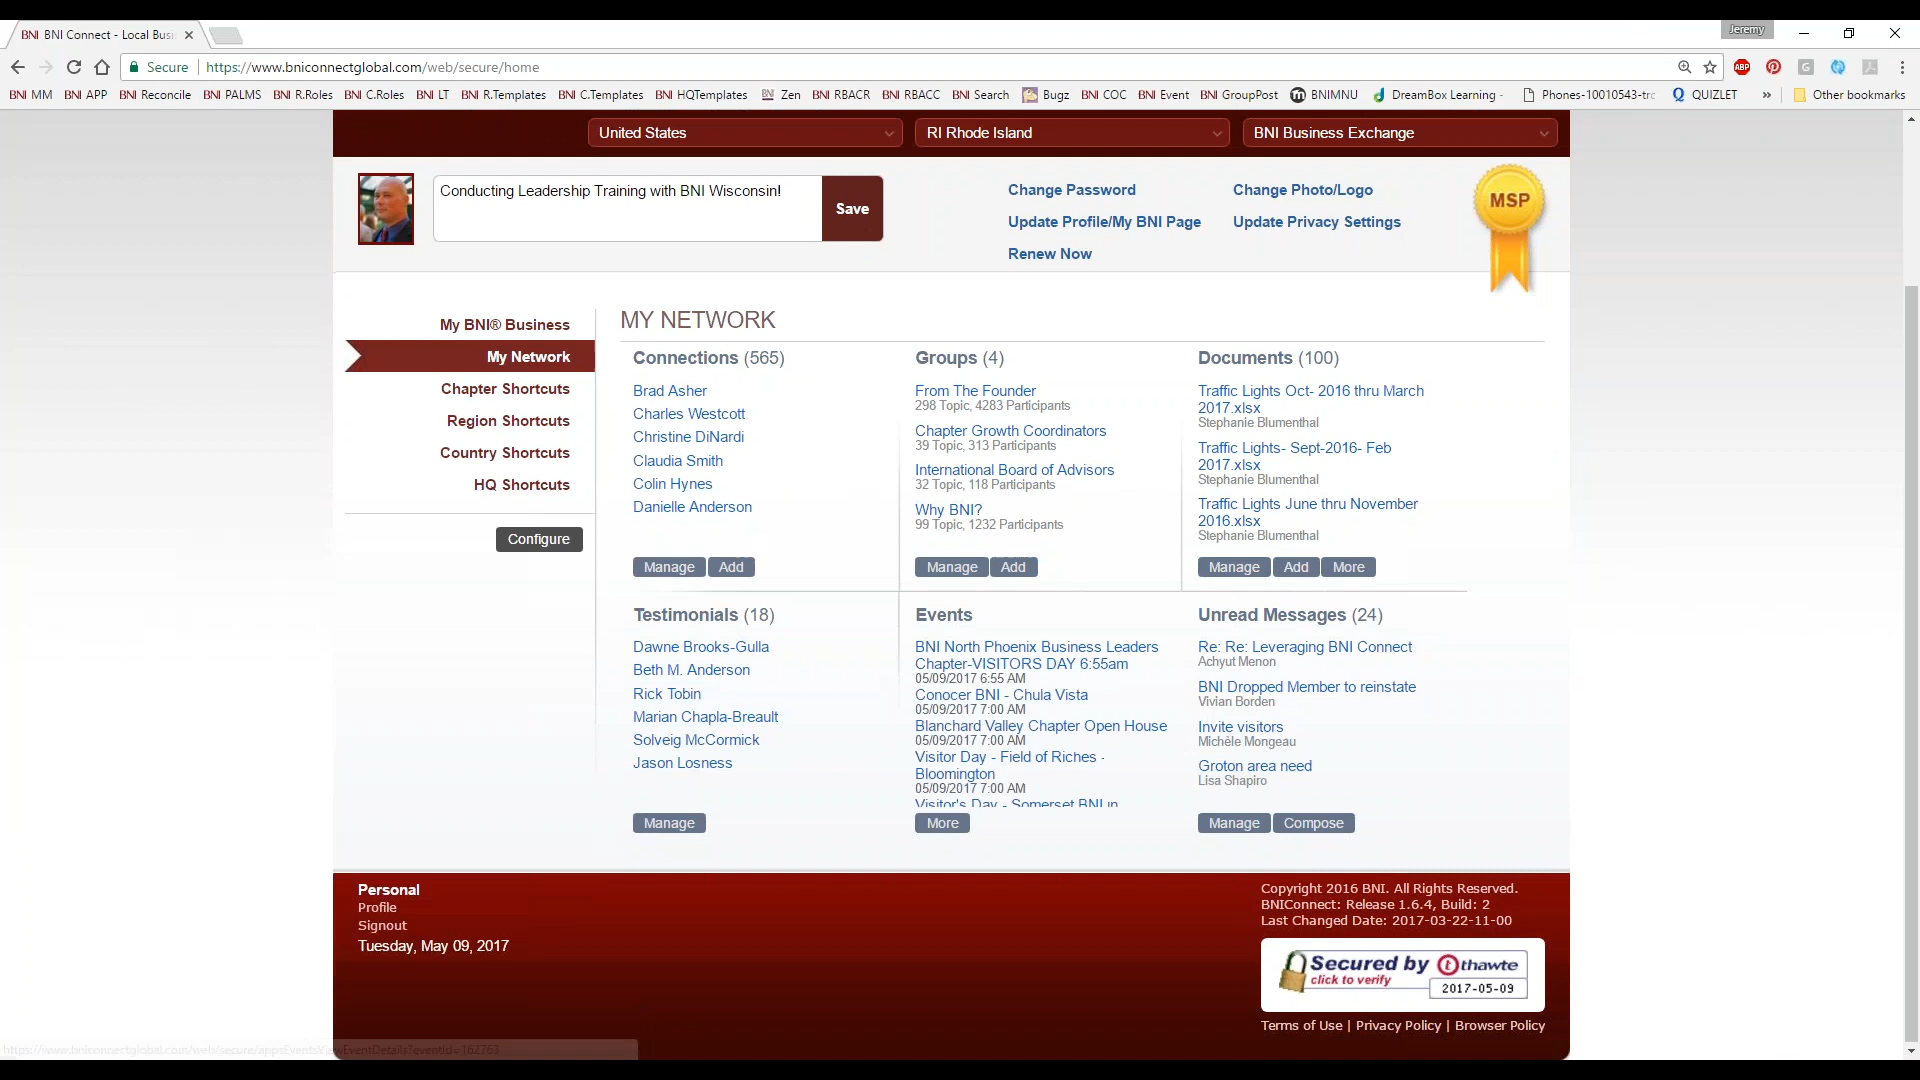 BNI BNI Connect - Local Busi
Jeremy
Secure https://www.bniconnectglobal.com/web/secure/home
ABP
BNI MM BNI APP BNI Reconcile BNI PALMS BNI R.Roles BNI C.Roles BNI LT BNI R.Templates BNI C.Templates BNI HQTemplates Zen BNI RBACR BNI RBACC BNI Search Bugz BNI COC BNI Event BNI GroupPost BNIMNU DreamBox Learning - Phones-10010543-tr QUIZLET » Other bookmarks
United States RI Rhode Island BNI Business Exchange
Conducting Leadership Training with BNI Wisconsin!
Save
Change Password Change Photo/Logo
Update Profile/My BNI Page Update Privacy Settings
Renew Now
MSP
My BNI® Business
My Network
Chapter Shortcuts
Region Shortcuts
Country Shortcuts
HQ Shortcuts
Configure
MY NETWORK
Connections (565)
Brad Asher
Charles Westcott
Christine DiNardi
Claudia Smith
Colin Hynes
Danielle Anderson
Manage Add
Groups (4)
From The Founder
298 Topic, 4283 Participants
Chapter Growth Coordinators
39 Topic, 313 Participants
International Board of Advisors
32 Topic, 118 Participants
Why BNI?
99 Topic, 1232 Participants
Manage Add
Documents (100)
Traffic Lights Oct- 2016 thru March
2017.xlsx
Stephanie Blumenthal
Traffic Lights- Sept-2016- Feb
2017.xlsx
Stephanie Blumenthal
Traffic Lights June thru November
2016.xlsx
Stephanie Blumenthal
Manage Add More
Testimonials (18)
Dawne Brooks-Gulla
Beth M. Anderson
Rick Tobin
Marian Chapla-Breault
Solveig McCormick
Jason Losness
Manage
Events
BNI North Phoenix Business Leaders
Chapter-VISITORS DAY 6:55am
05/09/2017 6:55 AM
Conocer BNI - Chula Vista
05/09/2017 7:00 AM
Blanchard Valley Chapter Open House
05/09/2017 7:00 AM
Visitor Day - Field of Riches -
Bloomington
05/09/2017 7:00 AM
Visitor's Day - Somerset BNI
More
Unread Messages (24)
Re: Re: Leveraging BNI Connect
Achyut Menon
BNI Dropped Member to reinstate
Vivian Borden
Invite visitors
Michèle Mongeau
Groton area need
Lisa Shapiro
Manage Compose
Personal
Profile
Signout
Tuesday, May 09, 2017
Copyright 2016 BNI. All Rights Reserved.
BNIConnect: Release 1.6.4, Build: 2
Last Changed Date: 2017-03-22-11-00
Secured by thawte
click to verify
2017-05-09
Terms of Use | Privacy Policy | Browser Policy